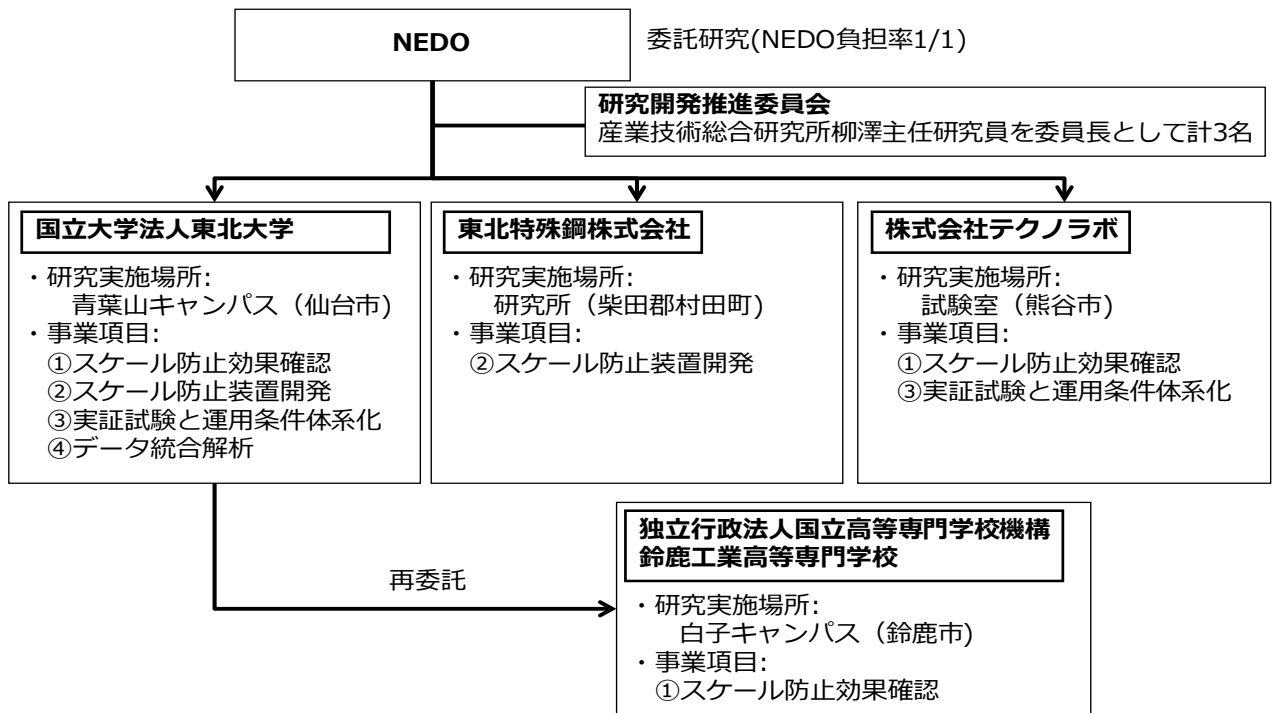 NEDO
委託研究(NEDO負担率1/1)
研究開発推進委員会
産業技術総合研究所柳澤主任研究員を委員長として計3名
国立大学法人東北大学
・研究実施場所:
青葉山キャンパス（仙台市)
・事業項目:
①スケール防止効果確認
②スケール防止装置開発
③実証試験と運用条件体系化
④データ統合解析
東北特殊鋼株式会社
・研究実施場所:
研究所（柴田郡村田町）
・事業項目:
②スケール防止装置開発
株式会社テクノラボ
・研究実施場所:
試験室（熊谷市）
・事業項目:
①スケール防止効果確認
③実証試験と運用条件体系化
再委託
独立行政法人国立高等専門学校機構
鈴鹿工業高等専門学校
・研究実施場所:
白子キャンパス（鈴鹿市)
・事業項目:
①スケール防止効果確認